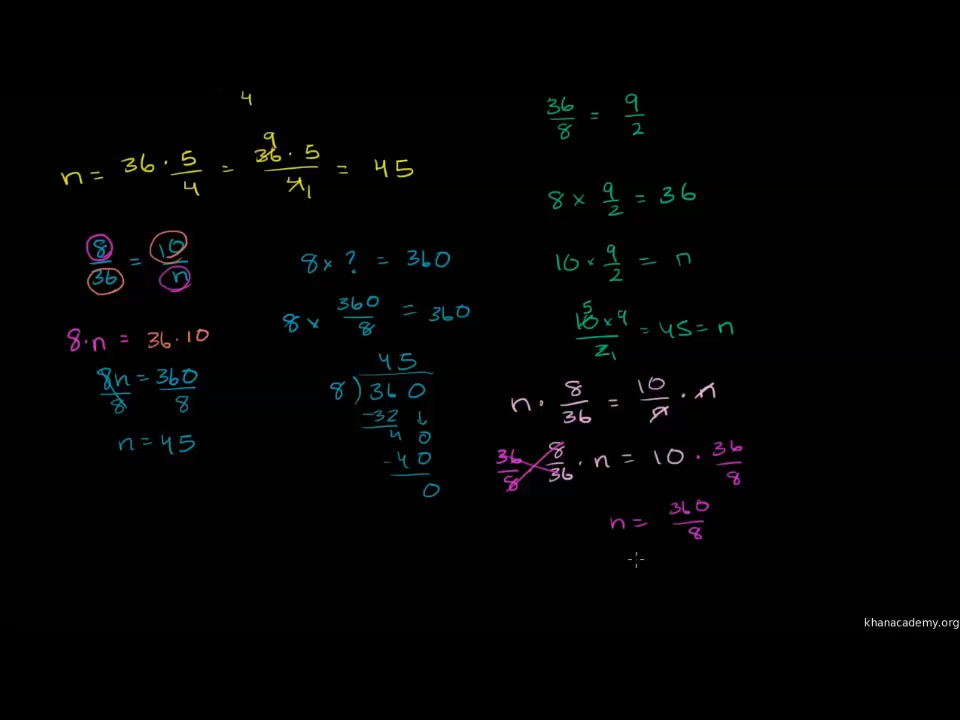 4
n = 36 · 5/4 = 36 · 5/4 = 45
9
1
8/36 = 10/n
8·n = 36·10
8n/8 = 360/8
n = 45
8 x ? = 360
8 x 360/8 = 360
45
8 ) 360
-32 ↓
4 0
-40
0
36/8 = 9/2
8 x 9/2 = 36
10 x 9/2 = n
5
10 x 9/2 = 45 = n
1
n · 8/36 = 10/n · n
36/8 8/36 · n = 10 · 36/8
n = 360/8
khanacademy.org